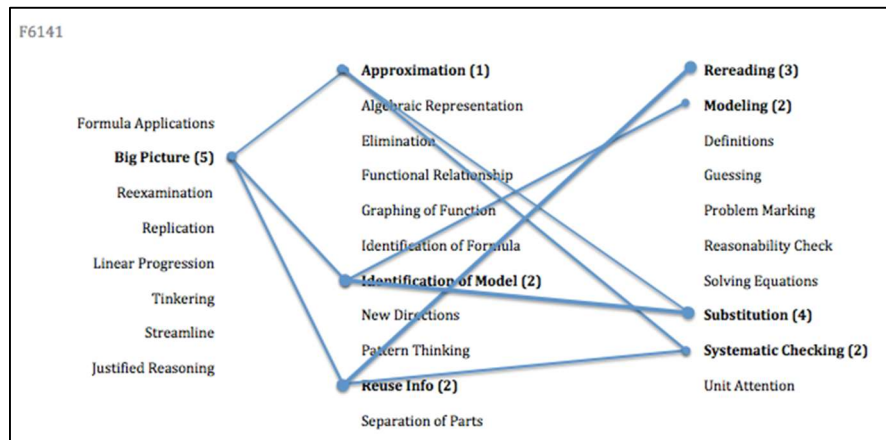 F6141
Formula Applications
Big Picture (5)
Reexamination
Replication
Linear Progression
Tinkering
Streamline
Justified Reasoning
Approximation (1)
Algebraic Representation
Elimination
Functional Relationship
Graphing of Function
Identification of Formula
Identification of Model (2)
New Directions
Pattern Thinking
Reuse Info (2)
Separation of Parts
Rereading (3)
Modeling (2)
Definitions
Guessing
Problem Marking
Reasonability Check
Solving Equations
Substitution (4)
Systematic Checking (2)
Unit Attention